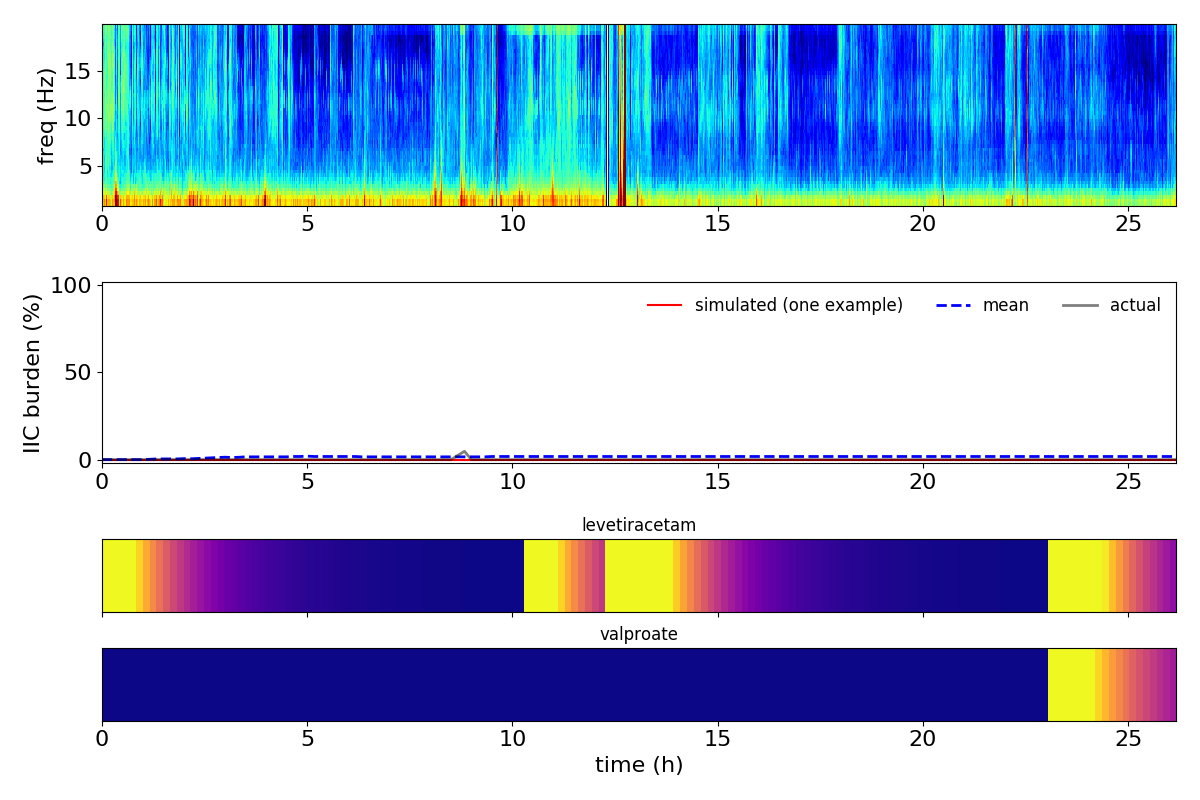 freq (Hz)
15
10
5
0 5 10 15 20 25
IIC burden (%)
100
50
0
simulated (one example) mean actual
0 5 10 15 20 25
levetiracetam
valproate
0 5 10 15 20 25
time (h)